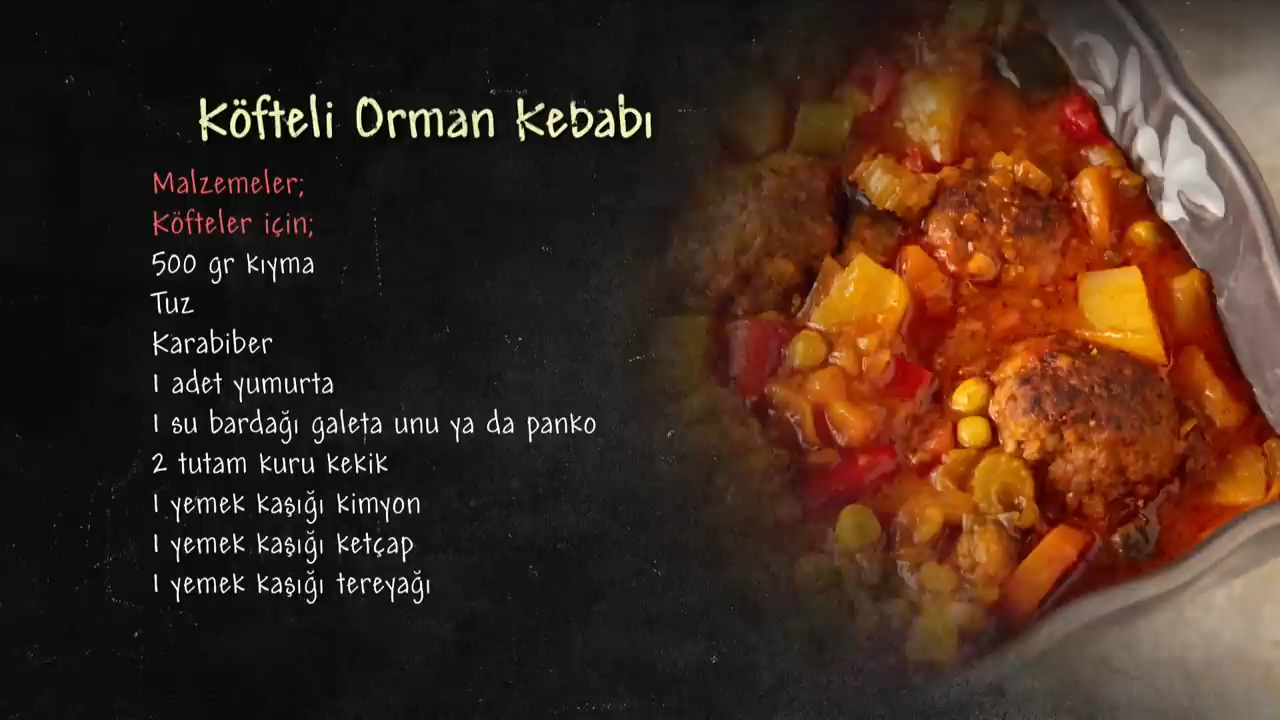 Köfteli Orman Kebabı
Malzemeler;
Köfteler için;
500 gr kıyma
Tuz
Karabiber
1 adet yumurta
1 su bardağı galeta unu ya da panko
2 tutam kuru kekik
1 yemek kaşığı kimyon
1 yemek kaşığı ketçap
1 yemek kaşığı tereyağı